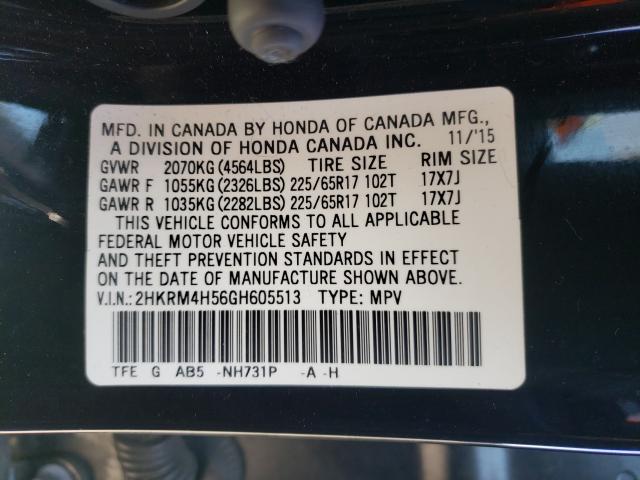 MFD. IN CANADA BY HONDA OF CANADA MFG.,
A DIVISION OF HONDA CANADA INC. 11/'15
GVWR 2070KG (4564LBS) TIRE SIZE RIM SIZE
GAWR F 1055KG (2326LBS) 225/65R17 102T 17X7J
GAWR R 1035KG (2282LBS) 225/65R17 102T 17X7J
THIS VEHICLE CONFORMS TO ALL APPLICABLE
FEDERAL MOTOR VEHICLE SAFETY
AND THEFT PREVENTION STANDARDS IN EFFECT
ON THE DATE OF MANUFACTURE SHOWN ABOVE.
V.I.N.: 2HKRM4H56GH605513 TYPE: MPV
TFE G AB5 -NH731P -A -H